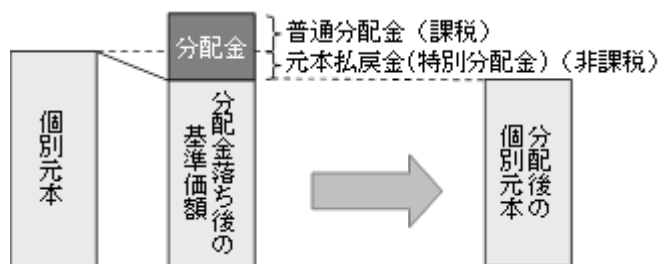 分配金
普通分配金（課税）
元本払戻金(特別分配金)（非課税）
個別元本
分配金落ち後の
基準価額
分配後の
個別元本